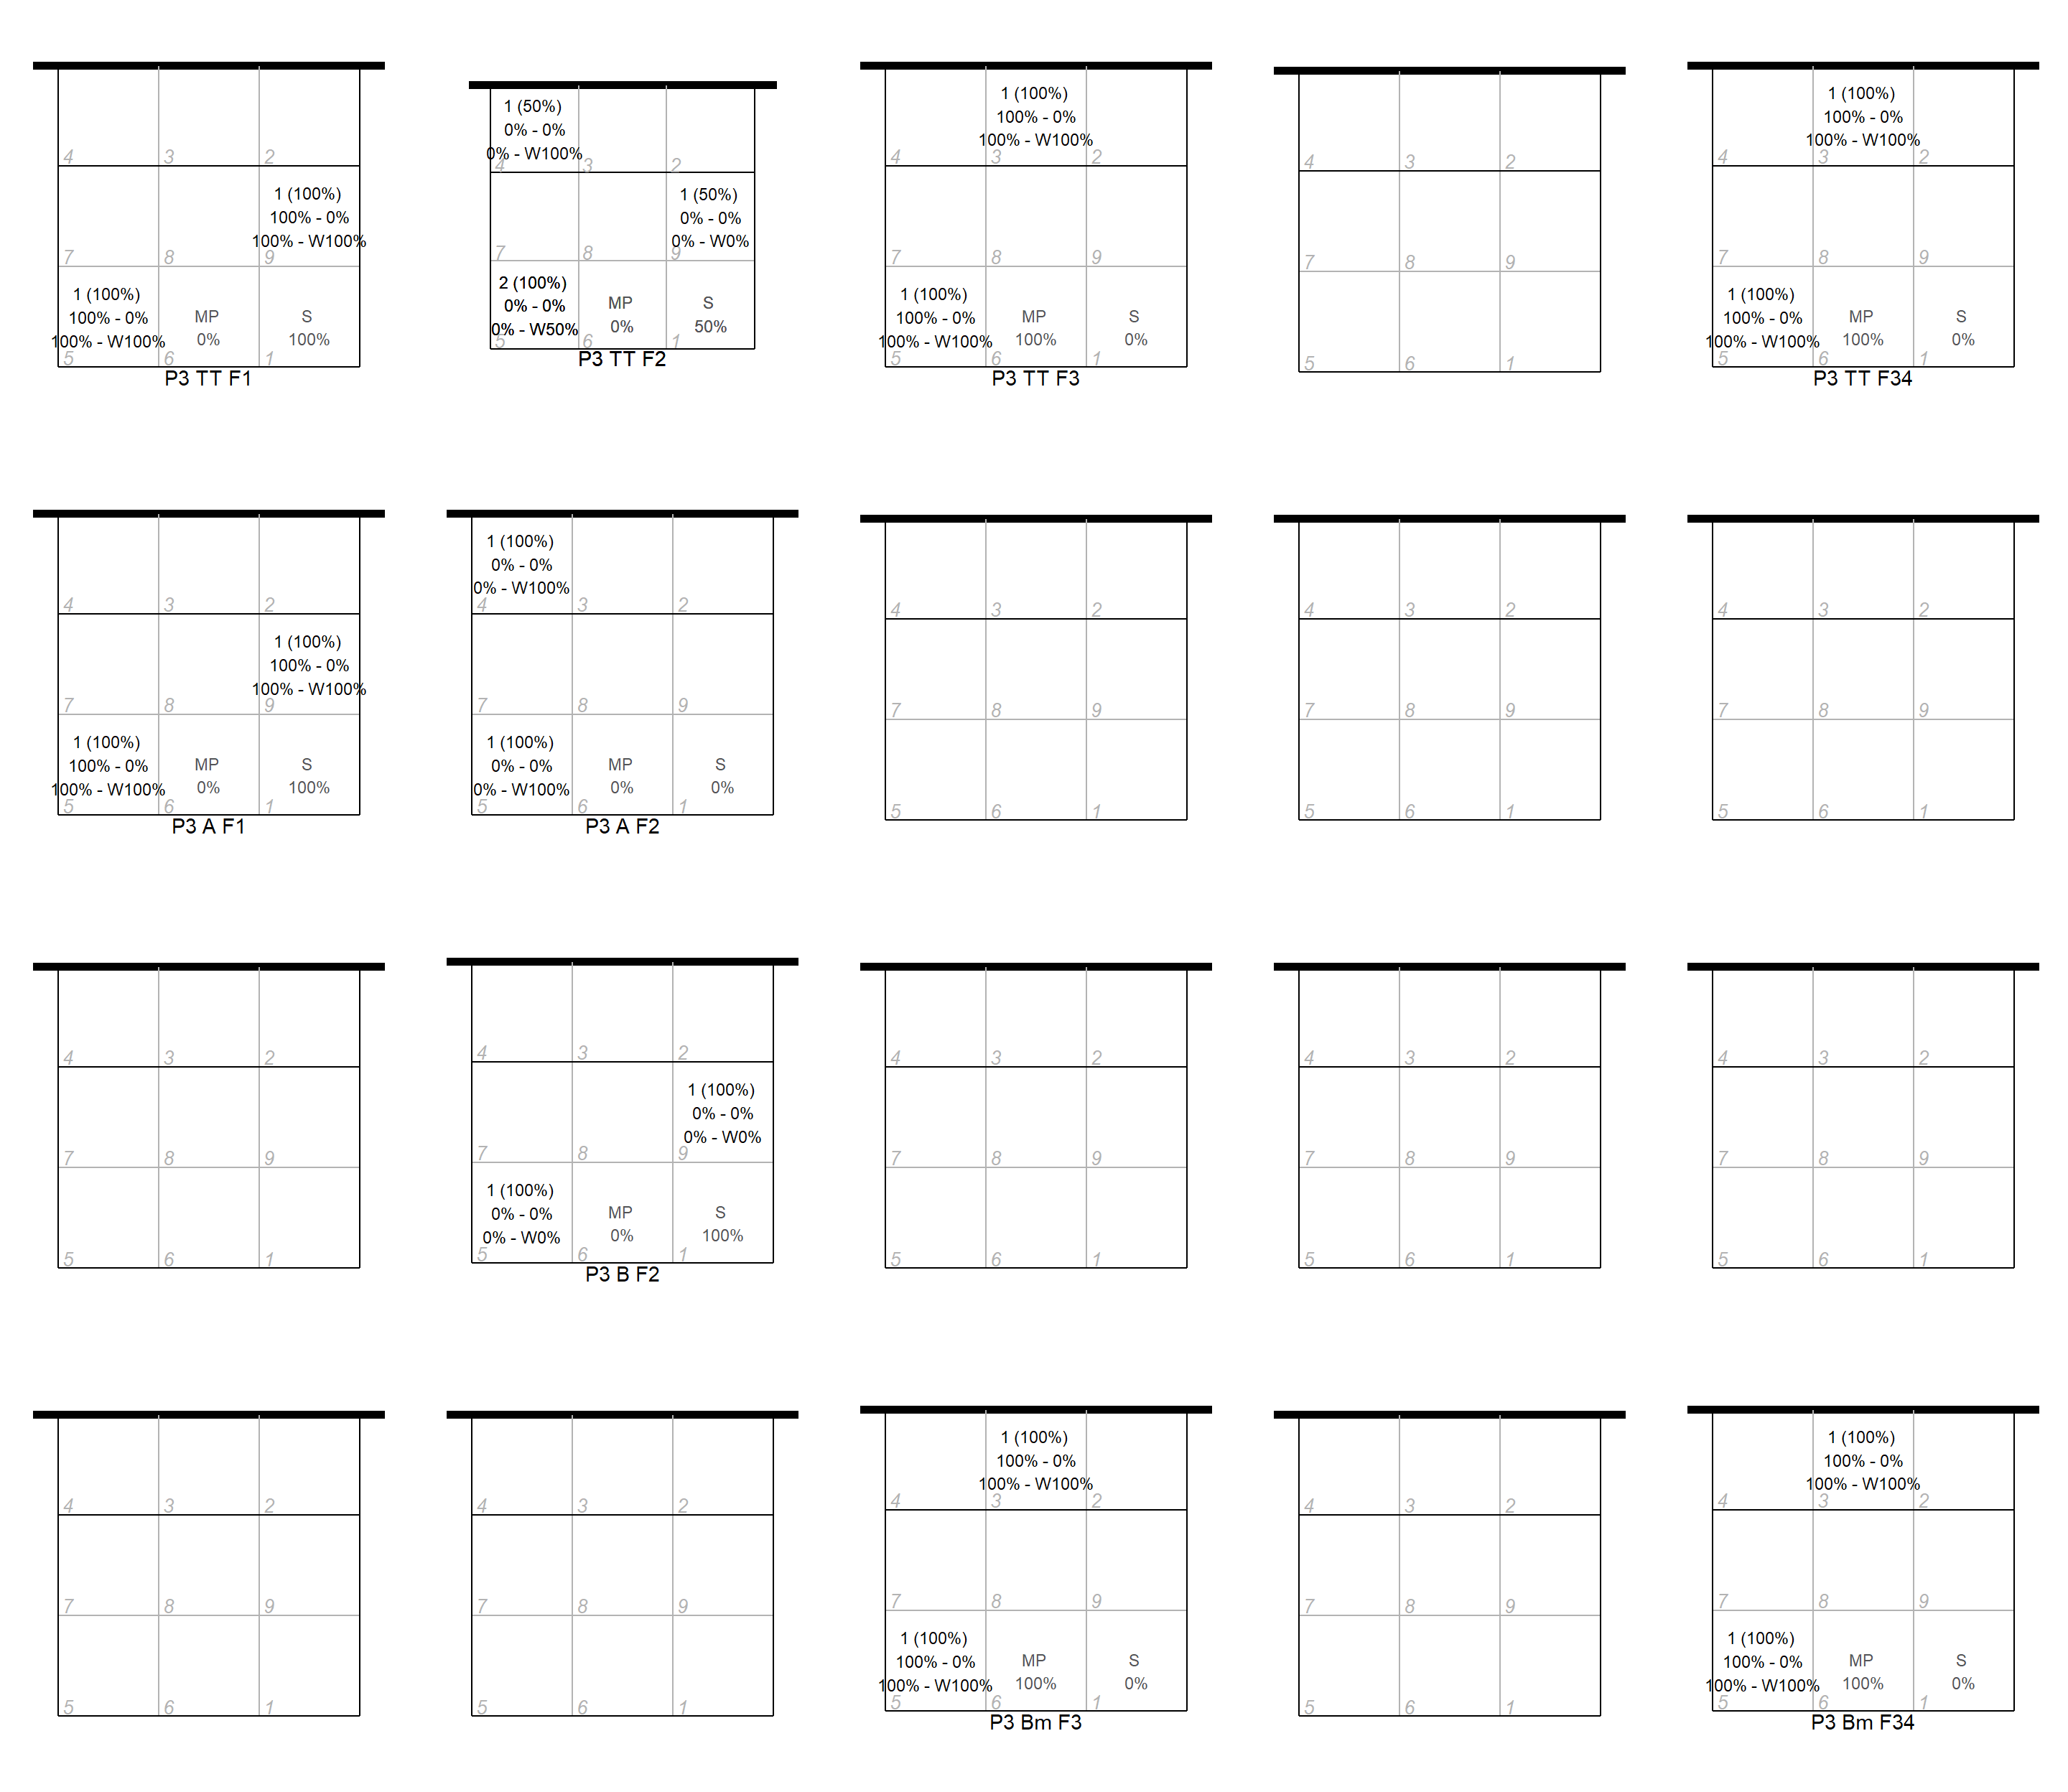 1 (100%)
100% - 0%
100% - W100%
4 3 2
1 (100%)
100% - 0%
100% - W100%
7 8 9
1 (100%)
100% - 0%
100% - W100%
MP
0%
S
100%
5 6 1
P3 TT F1
1 (50%)
0% - 0%
0% - W100%
4 3 2
1 (50%)
0% - 0%
0% - W0%
7 8 9
2 (100%)
0% - 0%
0% - W50%
MP
0%
S
50%
5 6 1
P3 TT F2
1 (100%)
100% - 0%
100% - W100%
4 3 2
7 8 9
1 (100%)
100% - 0%
100% - W100%
MP
100%
S
0%
5 6 1
P3 TT F3
4 3 2
7 8 9
5 6 1
1 (100%)
100% - 0%
100% - W100%
4 3 2
7 8 9
1 (100%)
100% - 0%
100% - W100%
MP
100%
S
0%
5 6 1
P3 TT F34
4 3 2
1 (100%)
100% - 0%
100% - W100%
7 8 9
1 (100%)
100% - 0%
100% - W100%
MP
0%
S
100%
5 6 1
P3 A F1
1 (100%)
0% - 0%
0% - W100%
4 3 2
7 8 9
1 (100%)
0% - 0%
0% - W100%
MP
0%
S
0%
5 6 1
P3 A F2
4 3 2
7 8 9
5 6 1
4 3 2
7 8 9
5 6 1
4 3 2
7 8 9
5 6 1
4 3 2
7 8 9
5 6 1
4 3 2
1 (100%)
0% - 0%
0% - W0%
7 8 9
1 (100%)
0% - 0%
0% - W0%
MP
0%
S
100%
5 6 1
P3 B F2
4 3 2
7 8 9
5 6 1
4 3 2
7 8 9
5 6 1
4 3 2
7 8 9
5 6 1
4 3 2
7 8 9
5 6 1
4 3 2
7 8 9
5 6 1
1 (100%)
100% - 0%
100% - W100%
4 3 2
7 8 9
1 (100%)
100% - 0%
100% - W100%
MP
100%
S
0%
5 6 1
P3 Bm F3
4 3 2
7 8 9
5 6 1
1 (100%)
100% - 0%
100% - W100%
4 3 2
7 8 9
1 (100%)
100% - 0%
100% - W100%
MP
100%
S
0%
5 6 1
P3 Bm F34